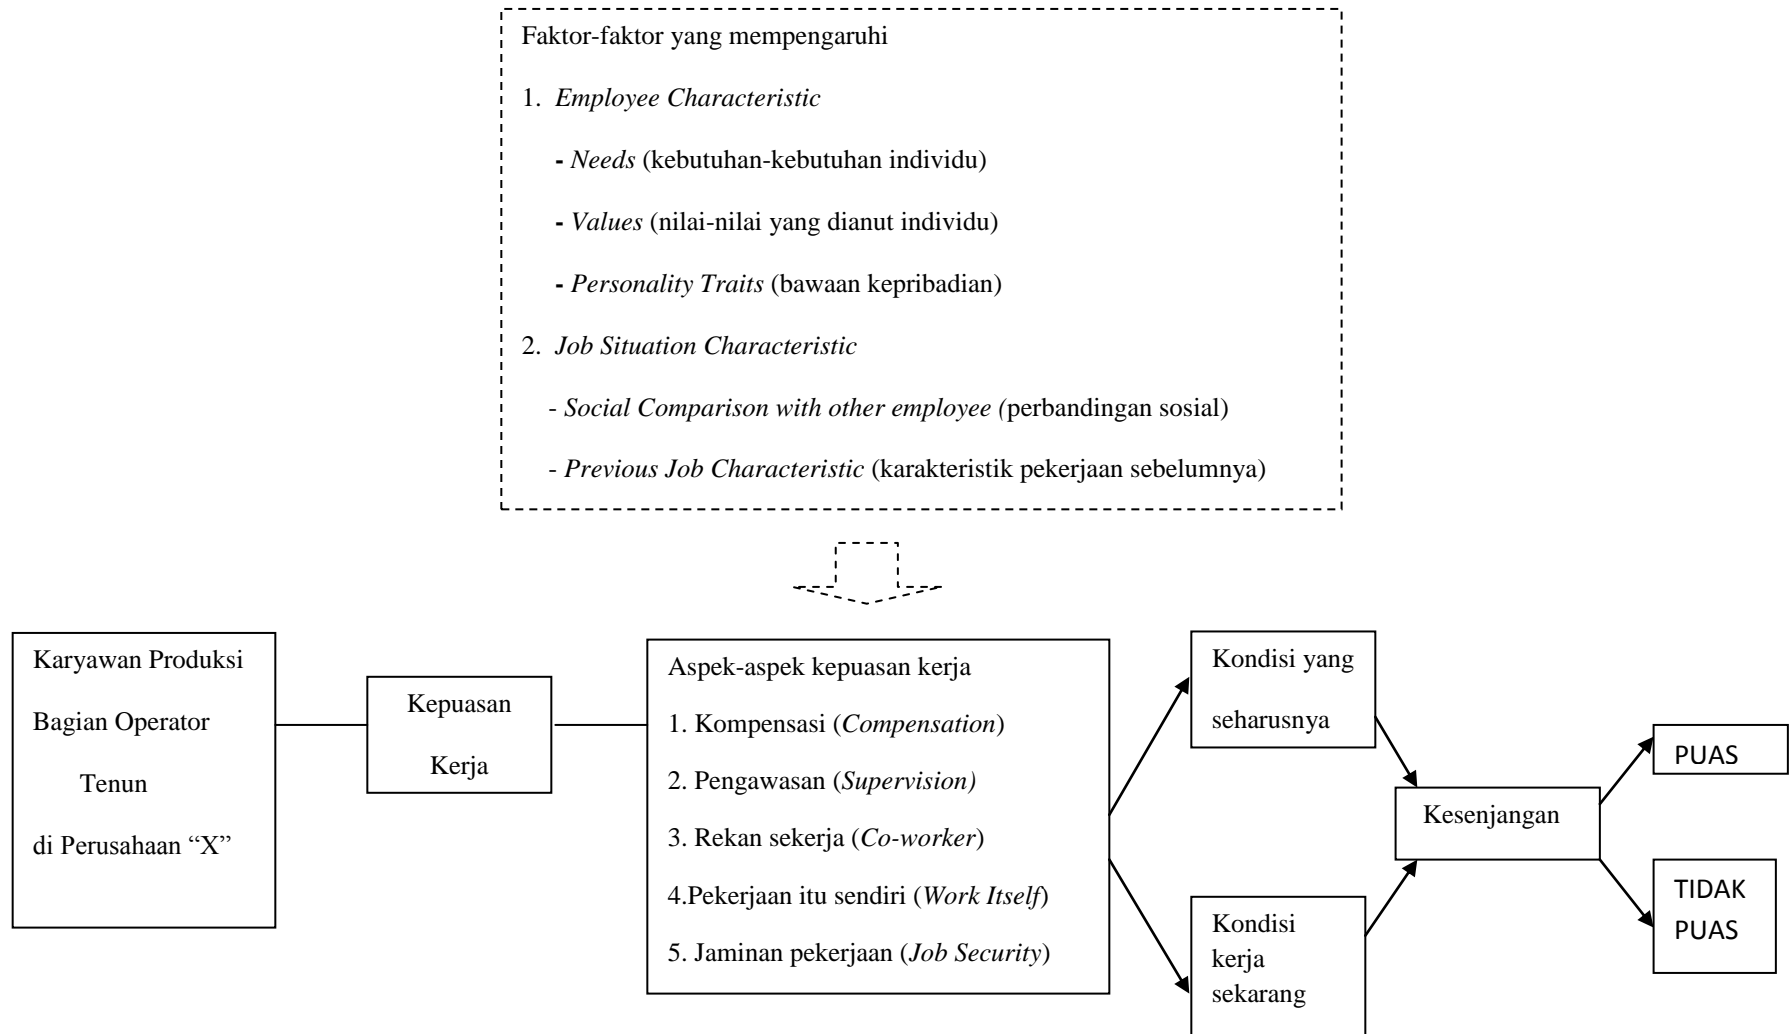 Faktor-faktor yang mempengaruhi
1. Employee Characteristic
- Needs (kebutuhan-kebutuhan individu)
- Values (nilai-nilai yang dianut individu)
- Personality Traits (bawaan kepribadian)
2. Job Situation Characteristic
- Social Comparison with other employee (perbandingan sosial)
- Previous Job Characteristic (karakteristik pekerjaan sebelumnya)
Karyawan Produksi
Bagian Operator
Tenun
di Perusahaan “X”
Kepuasan
Kerja
Aspek-aspek kepuasan kerja
1. Kompensasi (Compensation)
2. Pengawasan (Supervision)
3. Rekan sekerja (Co-worker)
4.Pekerjaan itu sendiri (Work Itself)
5. Jaminan pekerjaan (Job Security)
Kondisi yang
seharusnya
Kondisi
kerja
sekarang
Kesenjangan
PUAS
TIDAK
PUAS